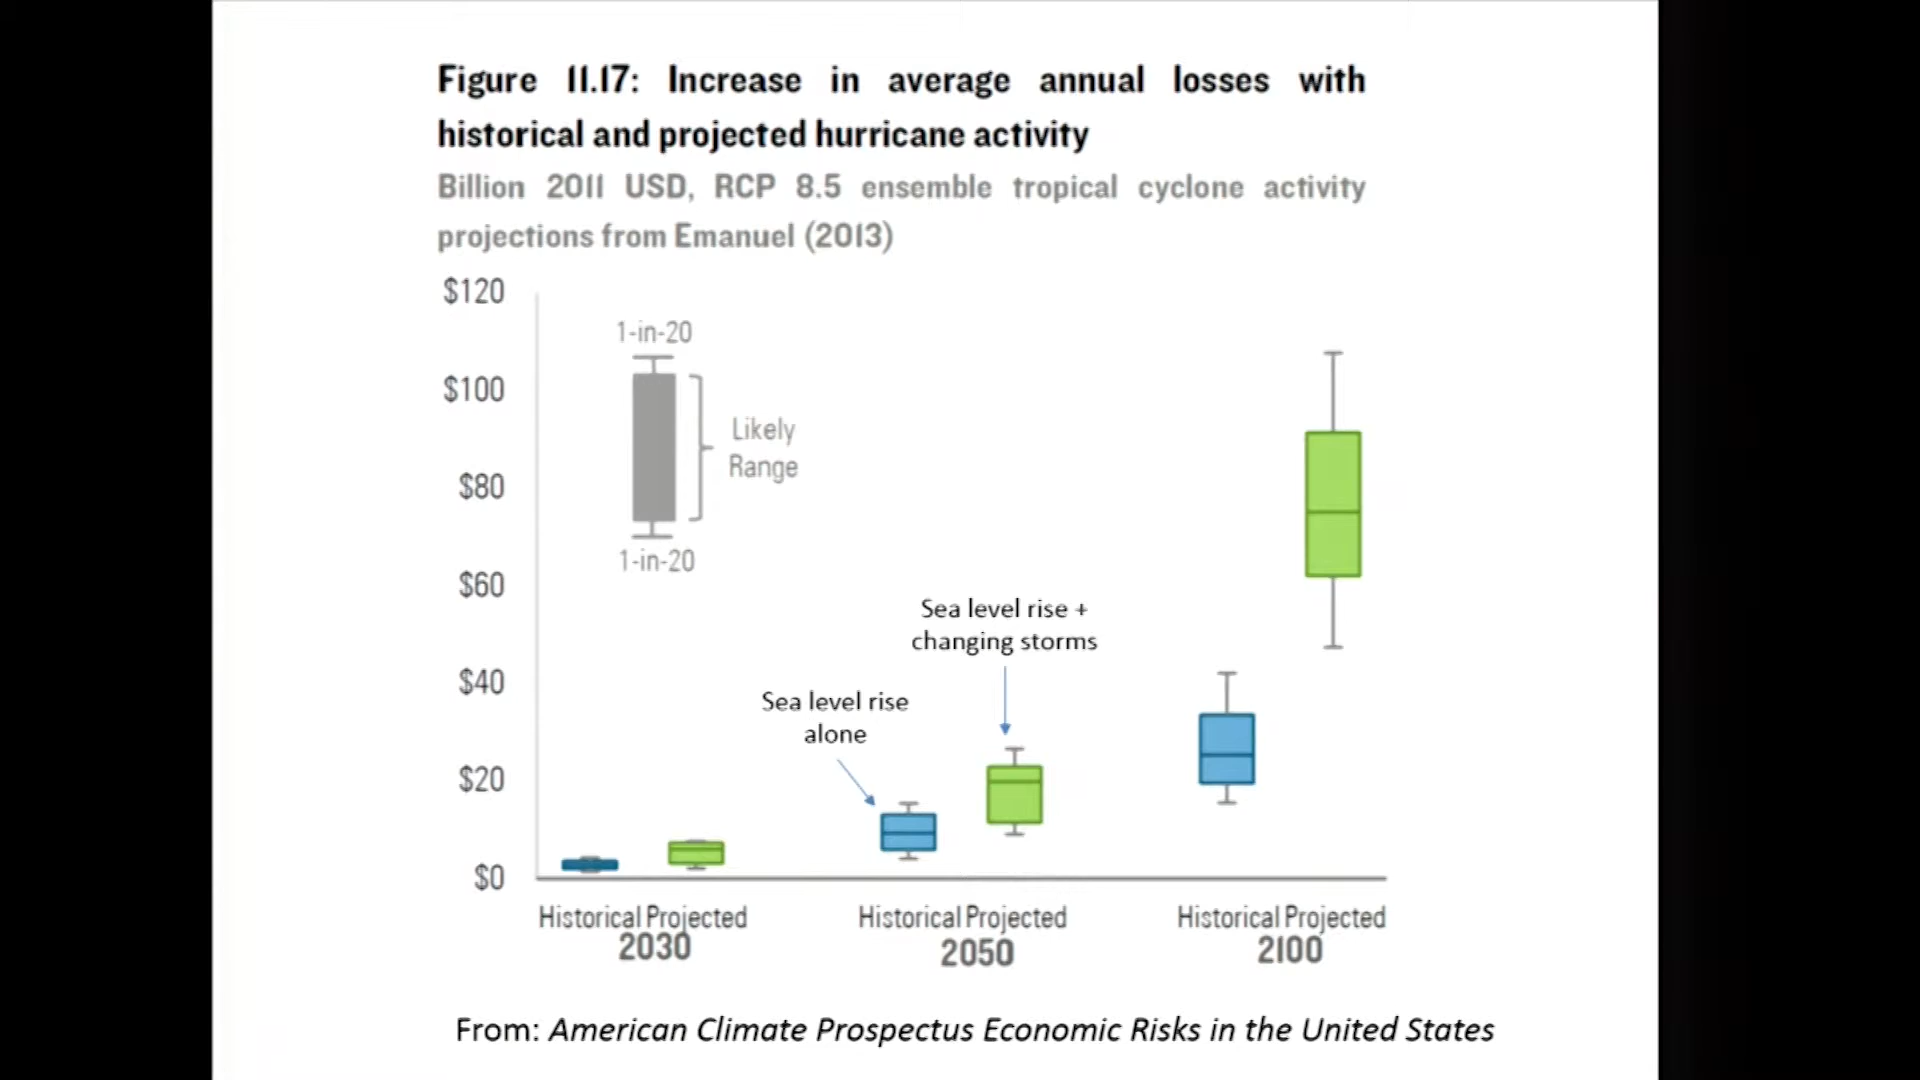 Figure 11.17: Increase in average annual losses with
historical and projected hurricane activity
Billion 2011 USD, RCP 8.5 ensemble tropical cyclone activity
projections from Emanuel (2013)
$120
$100
$80
$60
$40
$20
$0
1-in-20
Likely
Range
1-in-20
Sea level rise +
changing storms
Sea level rise
alone
Historical Projected
2030
Historical Projected
2050
Historical Projected
2100
From: American Climate Prospectus Economic Risks in the United States